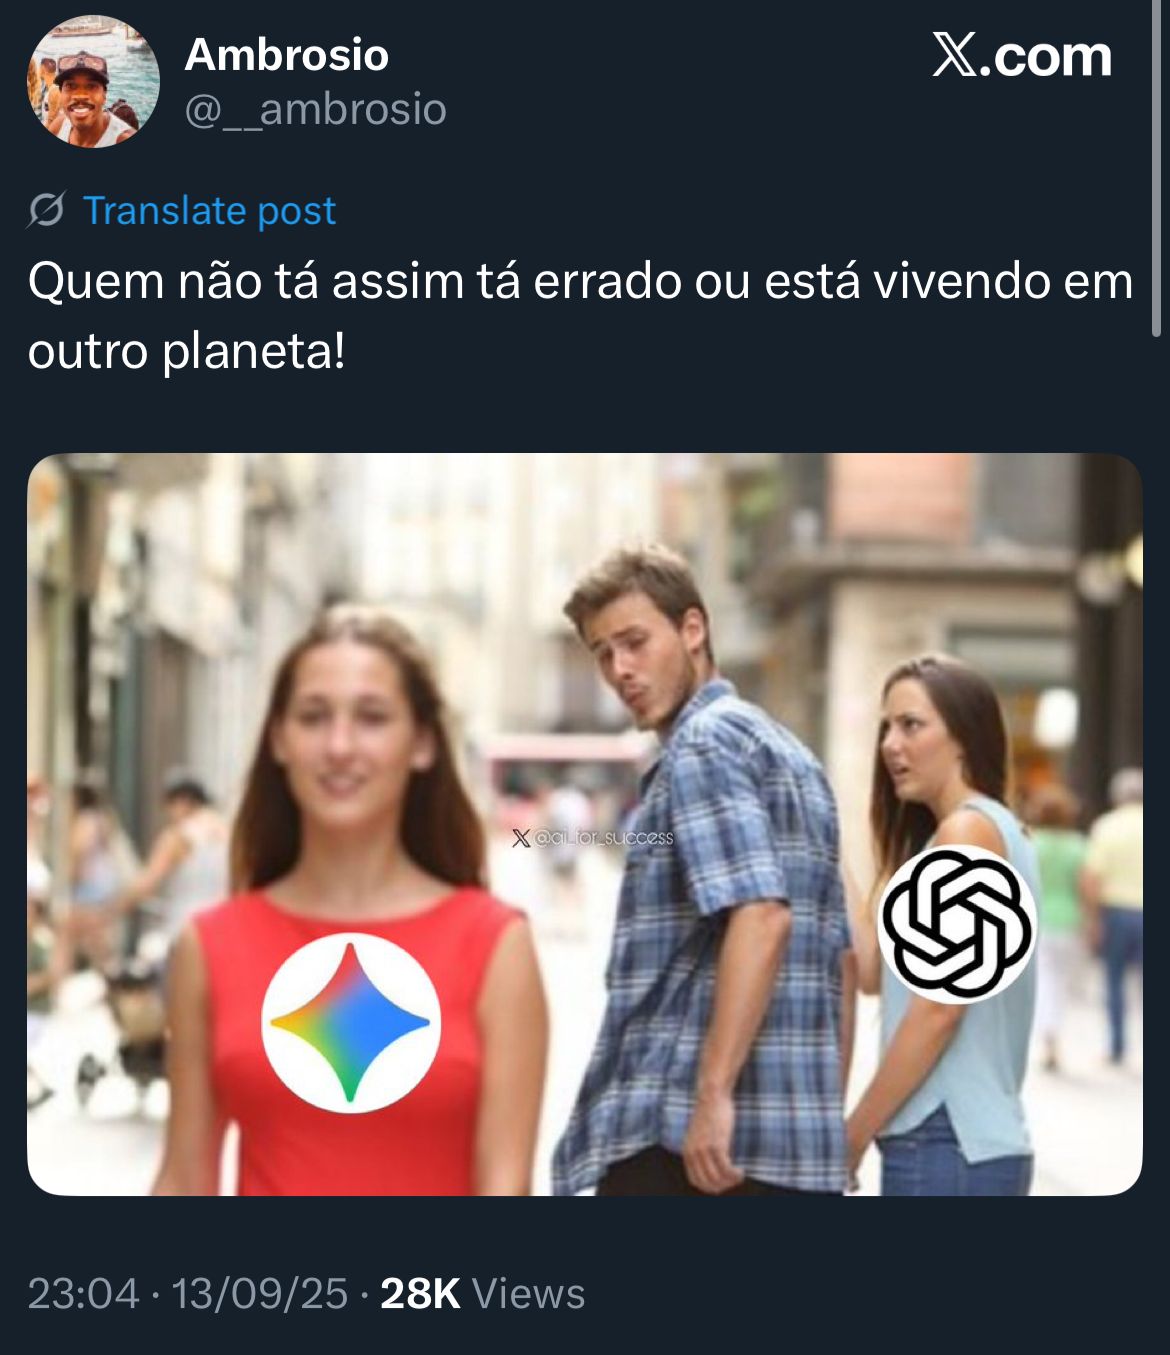 Ambrosio
@__ambrosio
X.com
Translate post
Quem não tá assim tá errado ou está vivendo em
outro planeta!
X @ai_for_success
23:04 · 13/09/25 · 28K Views